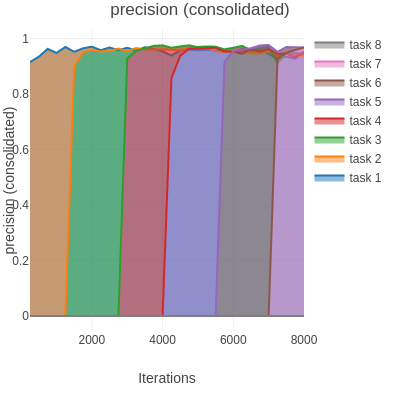 precision (consolidated)
precision (consolidated)
1
0.8
0.6
0.4
0.2
0
2000
4000
6000
8000
Iterations
task 8
task 7
task 6
task 5
task 4
task 3
task 2
task 1